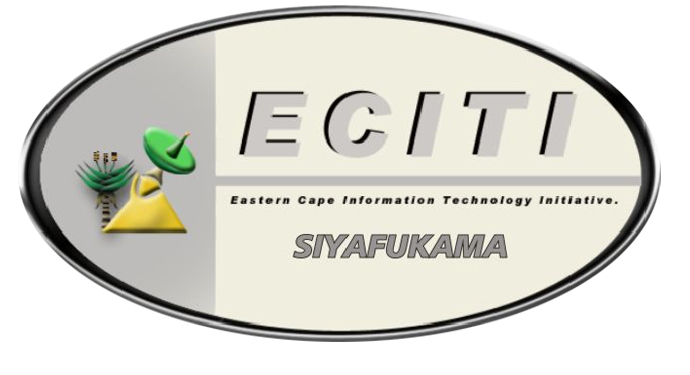 ECITI
Eastern Cape Information Technology Initiative.
SIYAFUKAMA